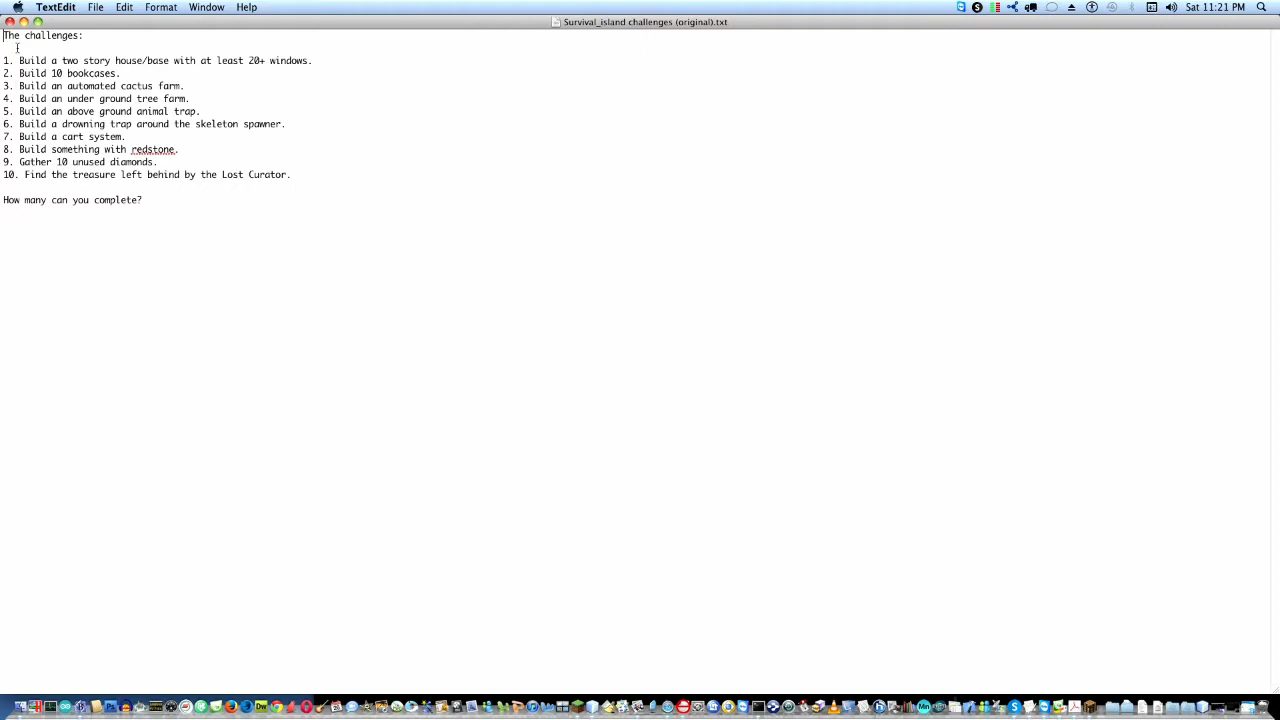 TextEdit File Edit Format Window Help Sat 11:21 PM
Survival_island challenges (original).txt
The challenges:
1. Build a two story house/base with at least 20+ windows.
2. Build 10 bookcases.
3. Build an automated cactus farm.
4. Build an under ground tree farm.
5. Build an above ground animal trap.
6. Build a drowning trap around the skeleton spawner.
7. Build a cart system.
8. Build something with redstone.
9. Gather 10 unused diamonds.
10. Find the treasure left behind by the Lost Curator.
How many can you complete?